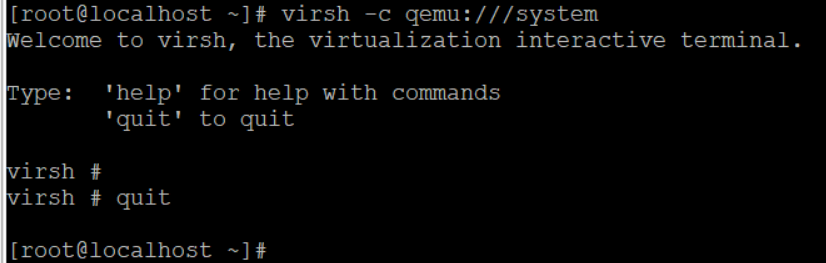 [root@localhost ~]# virsh -c qemu:///system
Welcome to virsh, the virtualization interactive terminal.
Type:  'help' for help with commands
       'quit' to quit
virsh #
virsh # quit
[root@localhost ~]#